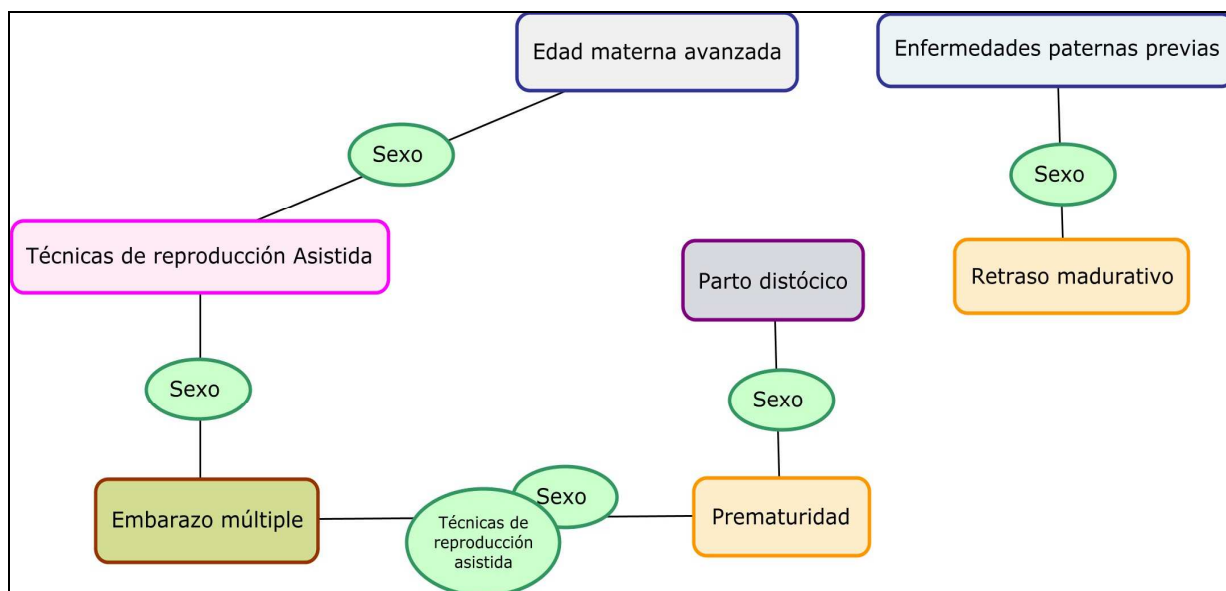 Edad materna avanzada
Enfermedades paternas previas
Sexo
Sexo
Técnicas de reproducción Asistida
Parto distócico
Retraso madurativo
Sexo
Sexo
Embarazo múltiple
Sexo
Técnicas de
reproducción
asistida
Prematuridad